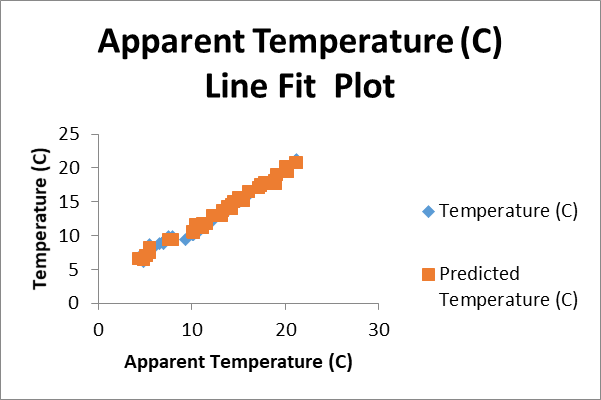 Apparent Temperature (C)
Line Fit  Plot
25
20
15
10
5
0
0 10 20 30
Temperature (C)
Apparent Temperature (C)
Temperature (C)
Predicted
Temperature (C)